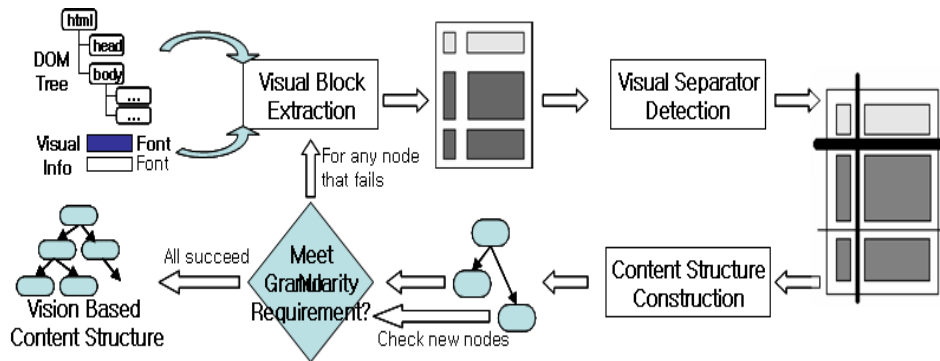 html
head
body
...
...
DOM
Tree
Visual
Info
Font
Font
Visual Block
Extraction
Visual Separator
Detection
For any node
that fails
Content Structure
Construction
Meet
Granularity
No
Requirement?
Check new nodes
All succeed
Vision Based
Content Structure